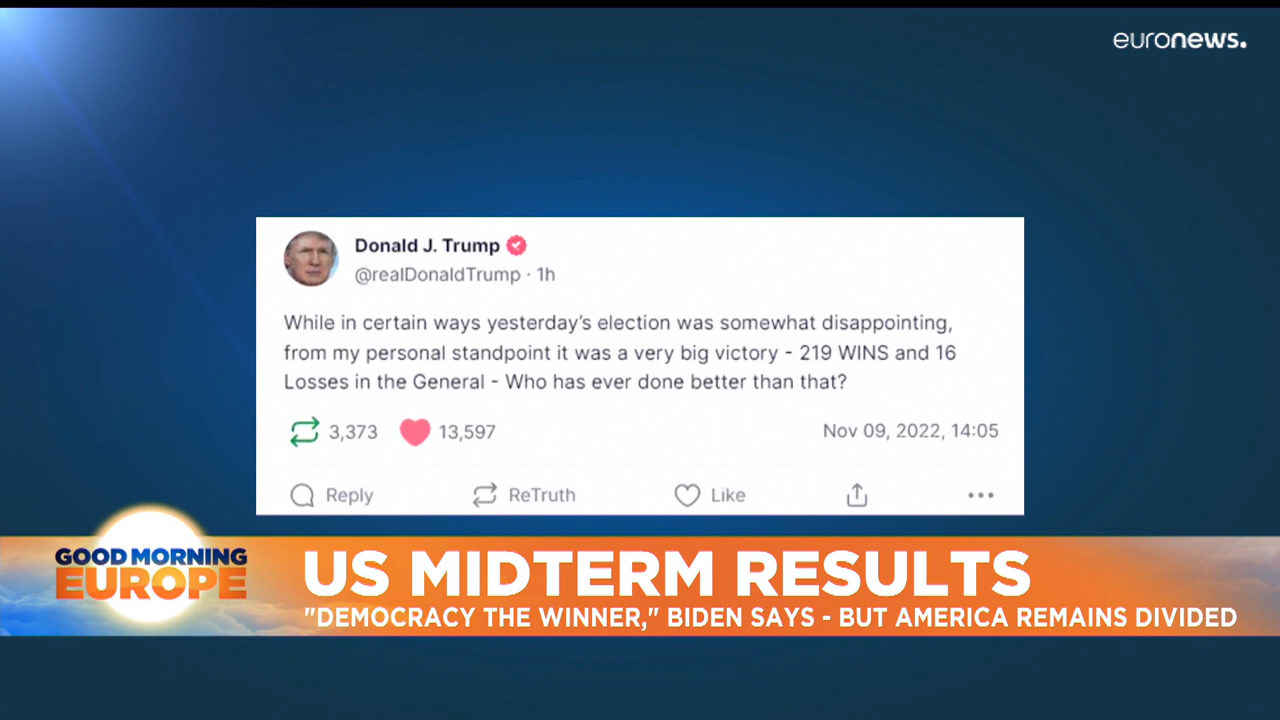 euronews.
Donald J. Trump
@realDonaldTrump · 1h
While in certain ways yesterday's election was somewhat disappointing,
from my personal standpoint it was a very big victory - 219 WINS and 16
Losses in the General - Who has ever done better than that?
3,373 13,597 Nov 09, 2022, 14:05
Reply ReTruth Like
GOOD MORNING
EUROPE
US MIDTERM RESULTS
"DEMOCRACY THE WINNER," BIDEN SAYS - BUT AMERICA REMAINS DIVIDED